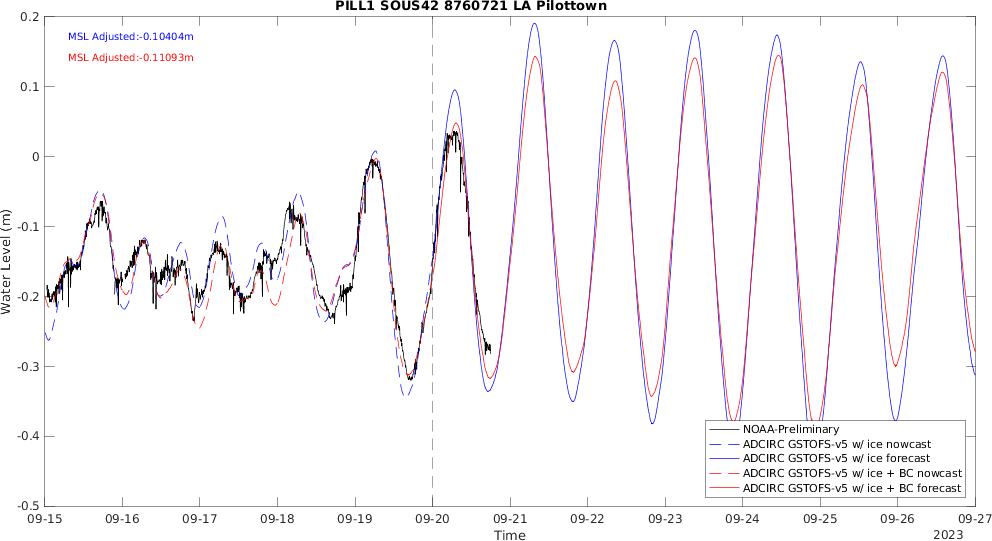 PILL1 SOUS42 8760721 LA Pilottown
MSL Adjusted:-0.10404m
MSL Adjusted:-0.11093m
Water Level (m)
0.2
0.1
0
-0.1
-0.2
-0.3
-0.4
-0.5
NOAA-Preliminary
ADCIRC GSTOFS-v5 w/ ice nowcast
ADCIRC GSTOFS-v5 w/ ice forecast
ADCIRC GSTOFS-v5 w/ ice + BC nowcast
ADCIRC GSTOFS-v5 w/ ice + BC forecast
09-15 09-16 09-17 09-18 09-19 09-20 09-21 09-22 09-23 09-24 09-25 09-26 09-27
Time
2023